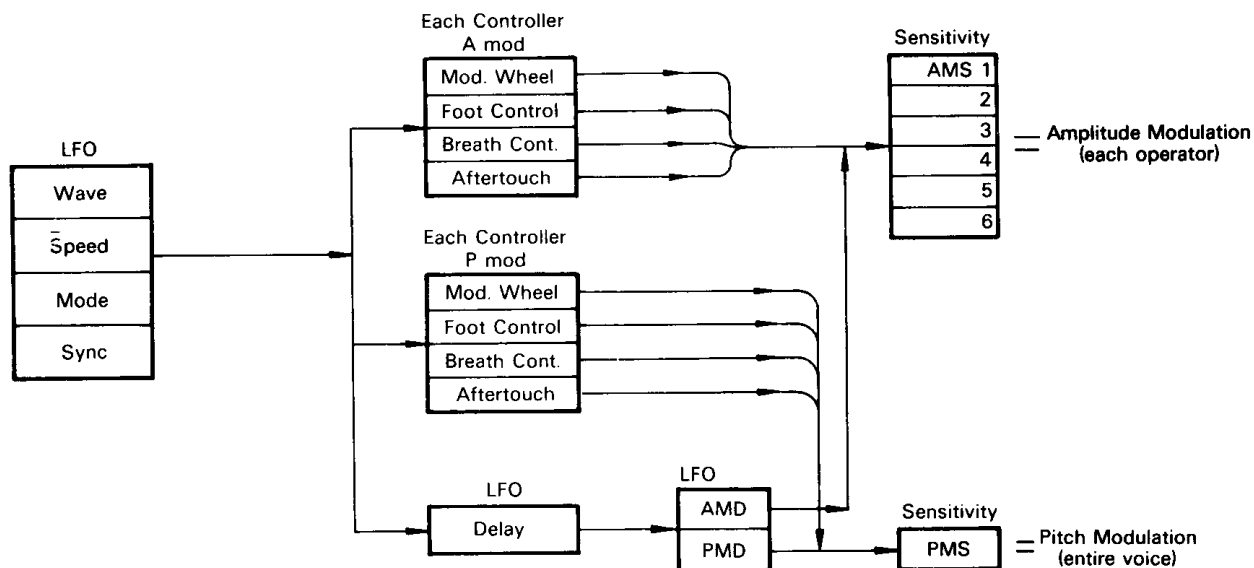 Each Controller
A mod
Mod. Wheel
Foot Control
Breath Cont.
Aftertouch
Sensitivity
AMS 1
2
3
4
5
6
= Amplitude Modulation
(each operator)
LFO
Wave
Speed
Mode
Sync
Each Controller
P mod
Mod. Wheel
Foot Control
Breath Cont.
Aftertouch
LFO
Delay
LFO
AMD
PMD
Sensitivity
PMS
= Pitch Modulation
(entire voice)